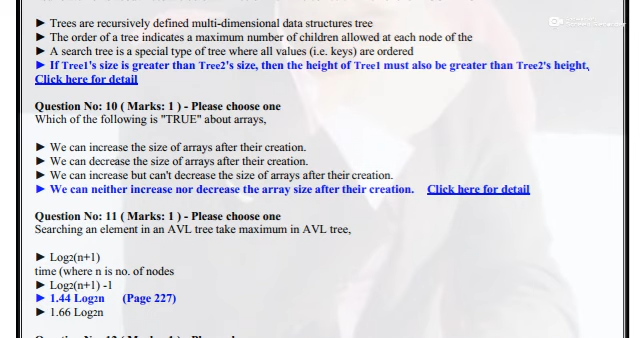 ► Trees are recursively defined multi-dimensional data structures tree
► The order of a tree indicates a maximum number of children allowed at each node of the
► A search tree is a special type of tree where all values (i.e. keys) are ordered
► If Tree1's size is greater than Tree2's size, then the height of Tree1 must also be greater than Tree2's height,
Click here for detail
Question No: 10 ( Marks: 1 ) - Please choose one
Which of the following is "TRUE" about arrays,
► We can increase the size of arrays after their creation.
► We can decrease the size of arrays after their creation.
► We can increase but can't decrease the size of arrays after their creation.
► We can neither increase nor decrease the array size after their creation. Click here for detail
Question No: 11 ( Marks: 1 ) - Please choose one
Searching an element in an AVL tree take maximum in AVL tree,
► Log2(n+1)
time (where n is no. of nodes
► Log2(n+1) -1
► 1.44 Log2n (Page 227)
► 1.66 Log2n